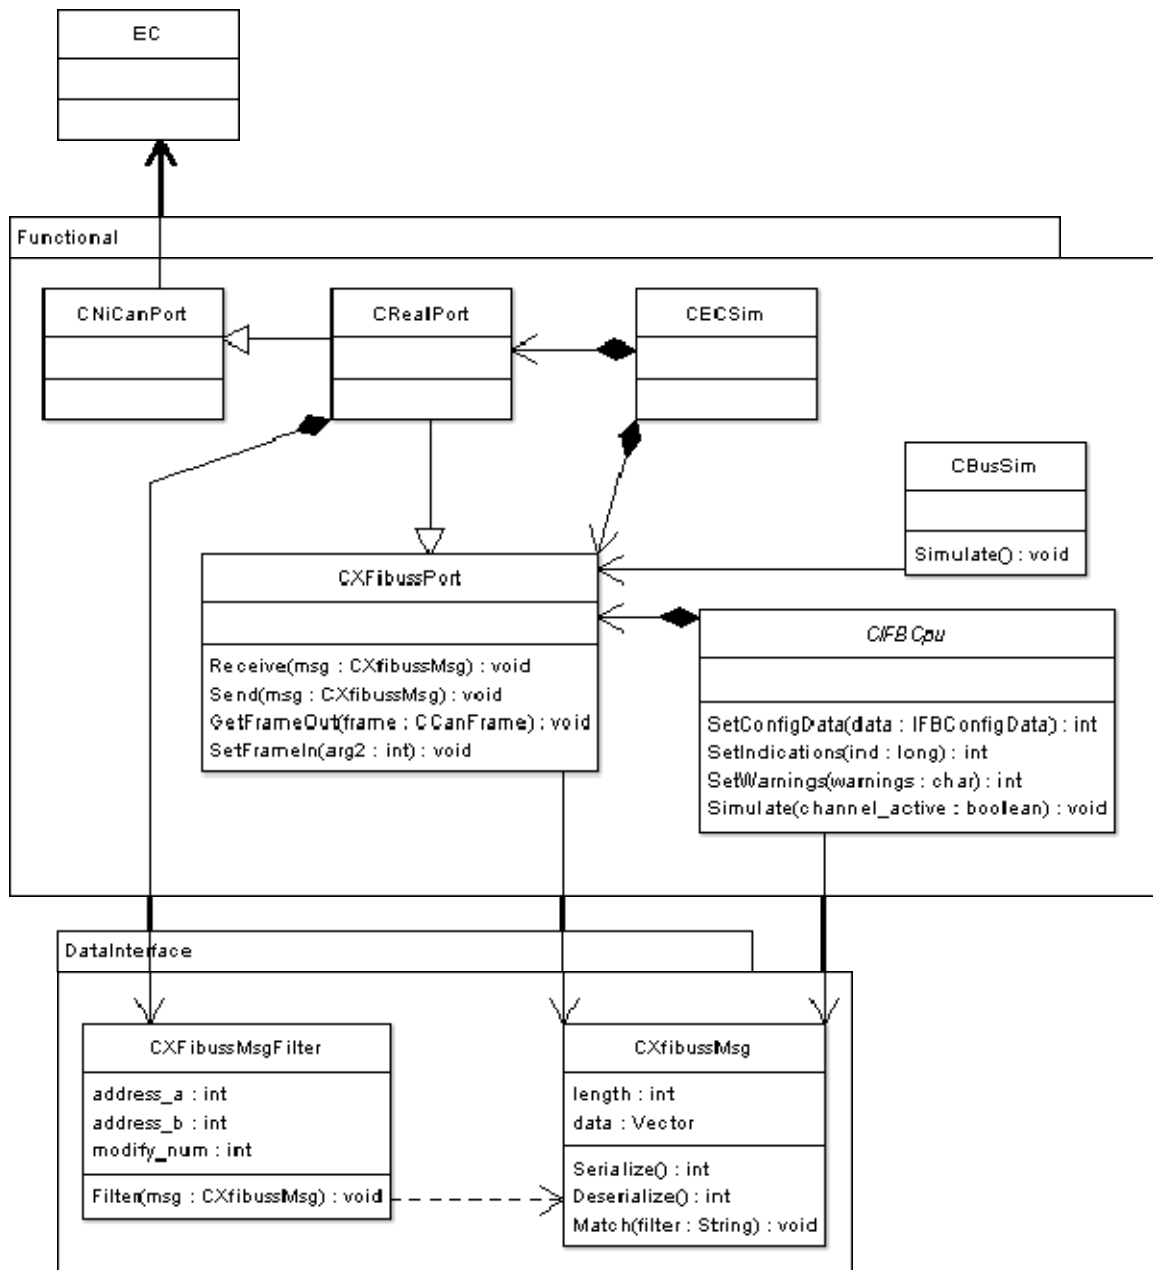 EC
Functional
CNiCanPort
CRealPort
CECSim
CBusSim
Simulate() : void
CXFibussPort
Receive(msg : CXfibussMsg) : void
Send(msg : CXfibussMsg) : void
GetFrameOut(frame : CCanFrame) : void
SetFrameIn(arg2 : int) : void
CIFBCpu
SetConfigData(data : IFBConfigData) : int
SetIndications(ind : long) : int
SetWarnings(warnings : char) : int
Simulate(channel_active : boolean) : void
DataInterface
CXFibussMsgFilter
address_a : int
address_b : int
modify_num : int
Filter(msg : CXfibussMsg) : void
CXfibussMsg
length : int
data : Vector
Serialize() : int
Deserialize() : int
Match(filter : String) : void